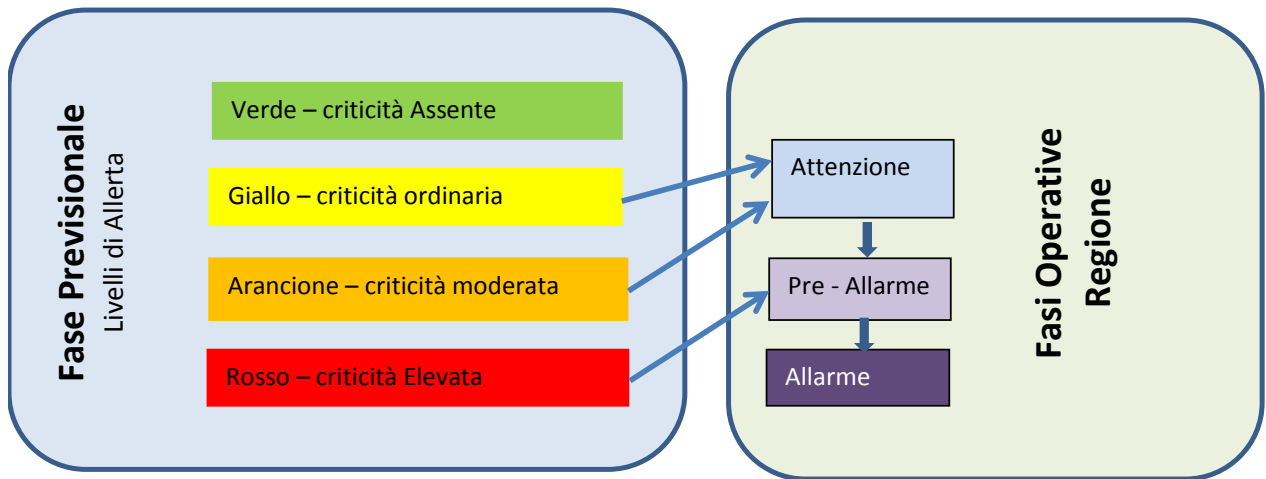 Fase Previsionale
Livelli di Allerta
Verde – criticità Assente
Giallo – criticità ordinaria
Arancione – criticità moderata
Rosso – criticità Elevata
Attenzione
Pre - Allarme
Allarme
Fasi Operative
Regione